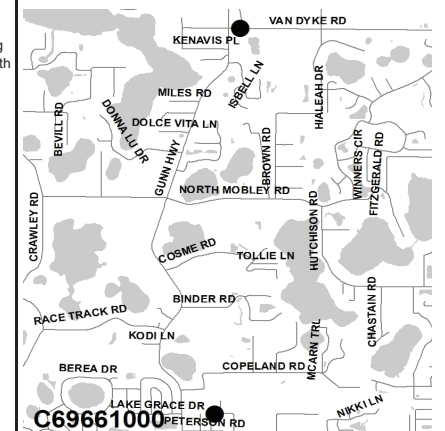 VAN DYKE RD
g
th
KENAVIS PL
ISBELL LN
HIALEAH DR
MILES RD
BEVILL RD
DONNA LU DR
DOLCE VITA LN
BROWN RD
WINNERS CIR
FITZGERALD RD
GUNN HWY
NORTH MOBLEY RD
CRAWLEY RD
HUTCHISON RD
COSME RD
TOLLIE LN
BINDER RD
CHASTAIN RD
RACE TRACK RD
KODI LN
MCARN TRL
BEREA DR
COPELAND RD
LAKE GRACE DR
NIKKI LN
C69661000
PETERSON RD